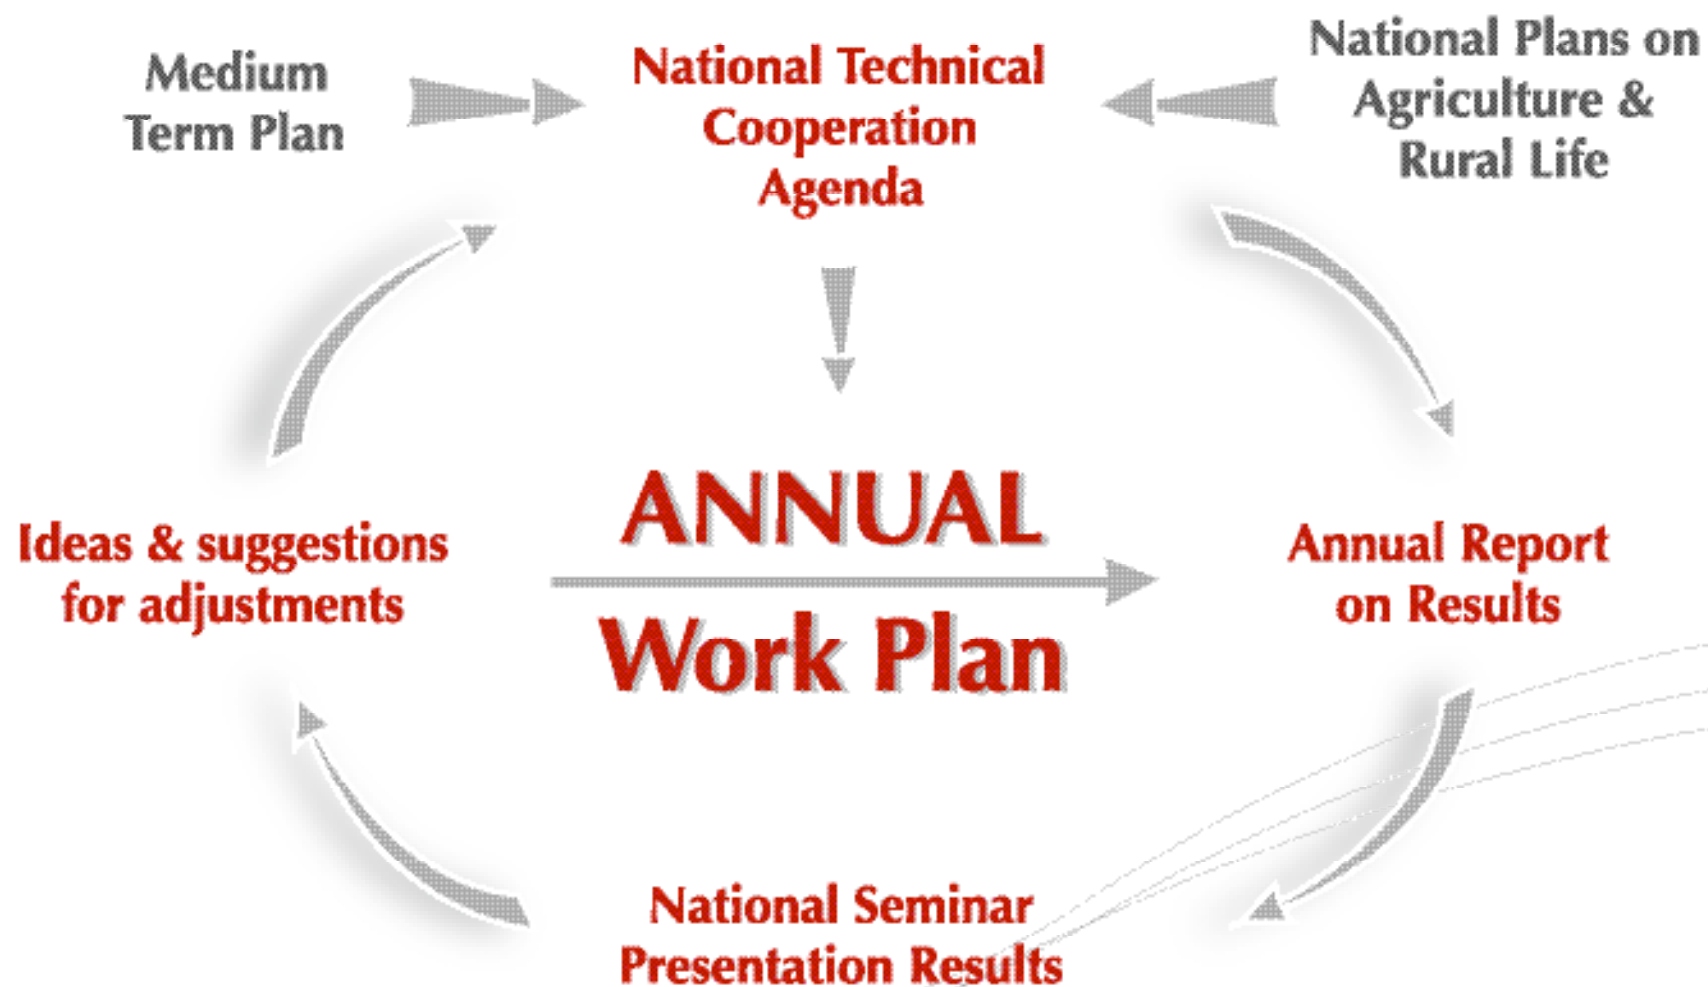 Medium
Term Plan
National Technical
Cooperation
Agenda
National Plans on
Agriculture &
Rural Life
Ideas & suggestions
for adjustments
ANNUAL
Work Plan
Annual Report
on Results
National Seminar
Presentation Results